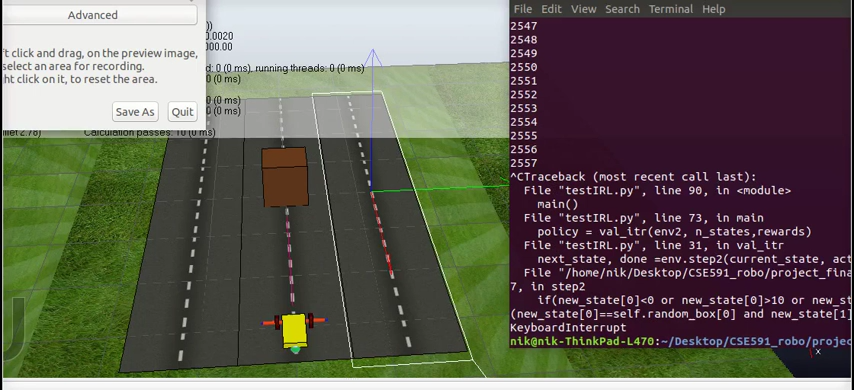 Advanced
ft click and drag, on the preview image,
select an area for recording.
ht click on it, to reset the area.
Save As
Quit
0.0020
000.00
d: 0 (0 ms), running threads: 0 (0 ms)
0 (0 ms)
0 (0 ms)
0 (0 ms)
Calculation passes: 10 (0 ms)
File Edit View Search Terminal Help
2547
2548
2549
2550
2551
2552
2553
2554
2555
2556
2557
^CTraceback (most recent call last):
File "testIRL.py", line 90, in <module>
main()
File "testIRL.py", line 73, in main
policy = val_itr(env2, n_states,rewards)
File "testIRL.py", line 31, in val_itr
next_state, done =env.step2(current_state, act
File "/home/nik/Desktop/CSE591_robo/project_fina
7, in step2
if(new_state[0]<0 or new_state[0]>10 or new_st
(new_state[0]==self.random_box[0] and new_state[1]
KeyboardInterrupt
nik@nik-ThinkPad-L470:~/Desktop/CSE591_robo/projec
x